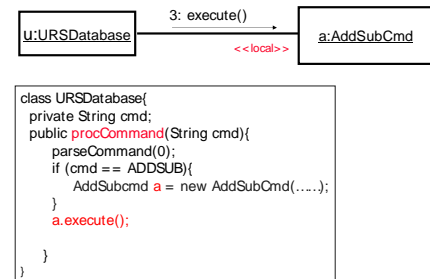 3: execute()
u:URSDatabase
<<local>>
a:AddSubCmd
class URSDatabase{
private String cmd;
public procCommand(String cmd){
parseCommand(0);
if (cmd == ADDSUB){
AddSubcmd a = new AddSubCmd(......);
}
a.execute();
}
}